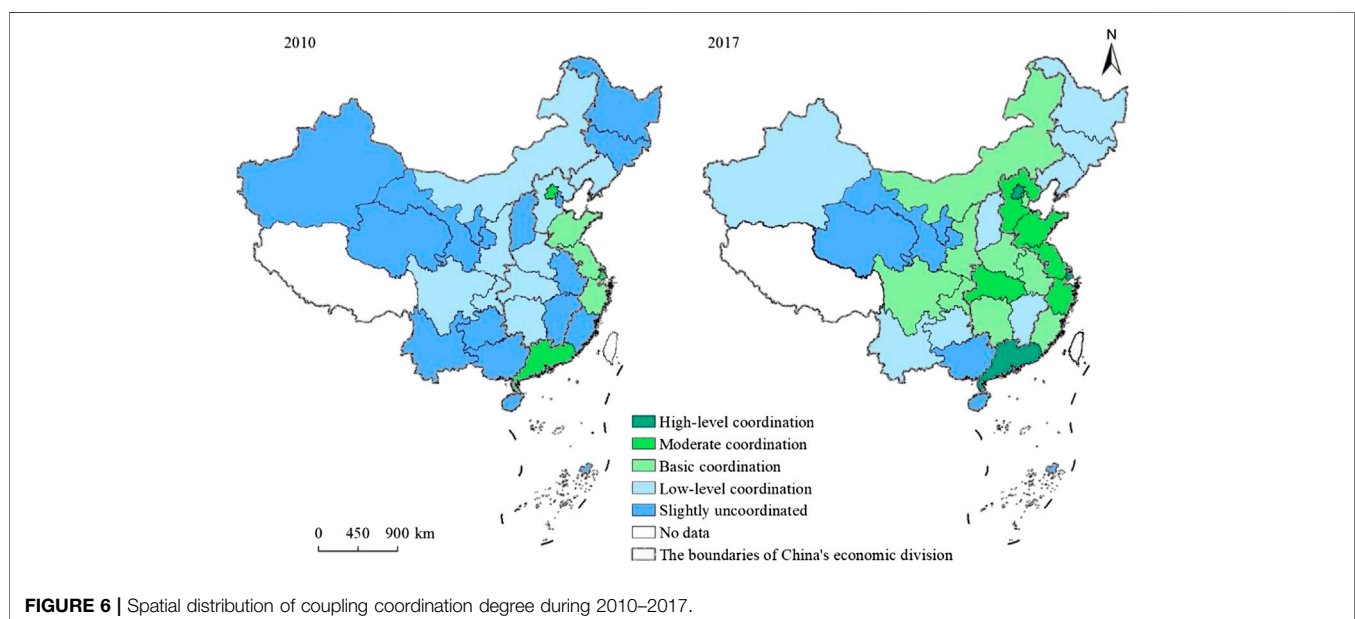 2010
2017
N
High-level coordination
Moderate coordination
Basic coordination
Low-level coordination
Slightly uncoordinated
No data
The boundaries of China's economic division
0 450 900 km
FIGURE 6 | Spatial distribution of coupling coordination degree during 2010–2017.